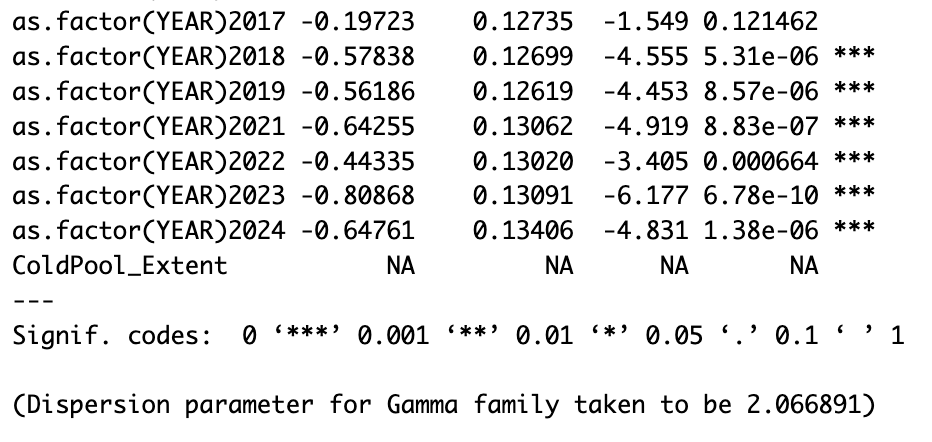 as.factor(YEAR)2017 -0.19723 0.12735 -1.549 0.121462
as.factor(YEAR)2018 -0.57838 0.12699 -4.555 5.31e-06 ***
as.factor(YEAR)2019 -0.56186 0.12619 -4.453 8.57e-06 ***
as.factor(YEAR)2021 -0.64255 0.13062 -4.919 8.83e-07 ***
as.factor(YEAR)2022 -0.44335 0.13020 -3.405 0.000664 ***
as.factor(YEAR)2023 -0.80868 0.13091 -6.177 6.78e-10 ***
as.factor(YEAR)2024 -0.64761 0.13406 -4.831 1.38e-06 ***
ColdPool_Extent NA NA NA NA
---
Signif. codes: 0 ‘***’ 0.001 ‘**’ 0.01 ‘*’ 0.05 ‘.’ 0.1 ‘ ’ 1
(Dispersion parameter for Gamma family taken to be 2.066891)